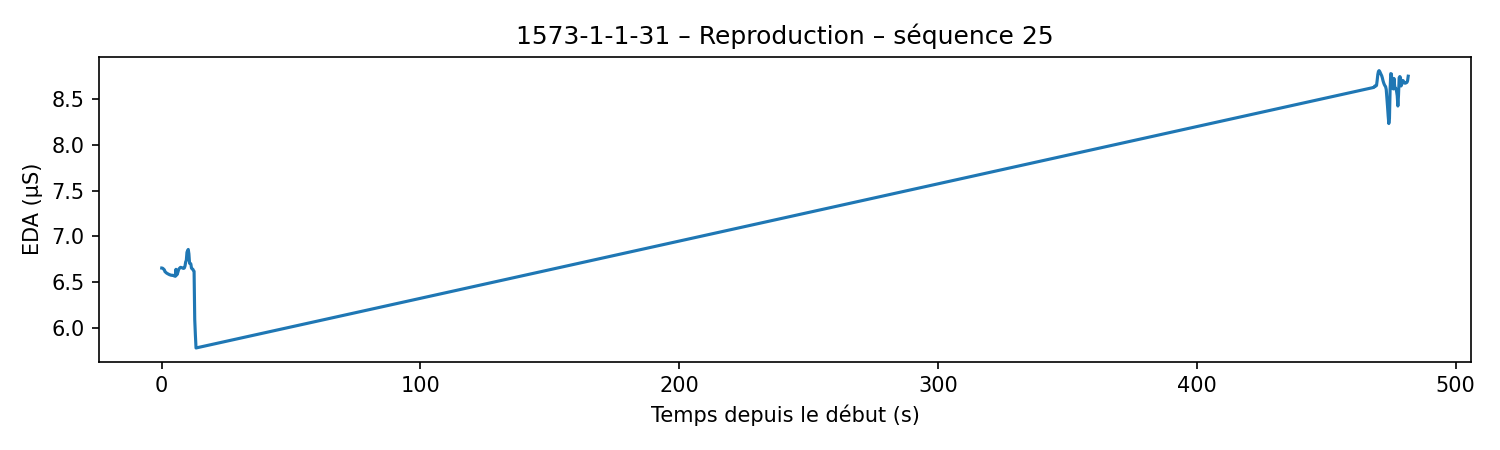 1573-1-1-31 – Reproduction – séquence 25
EDA (µS)
8.5
8.0
7.5
7.0
6.5
6.0
0 100 200 300 400 500
Temps depuis le début (s)